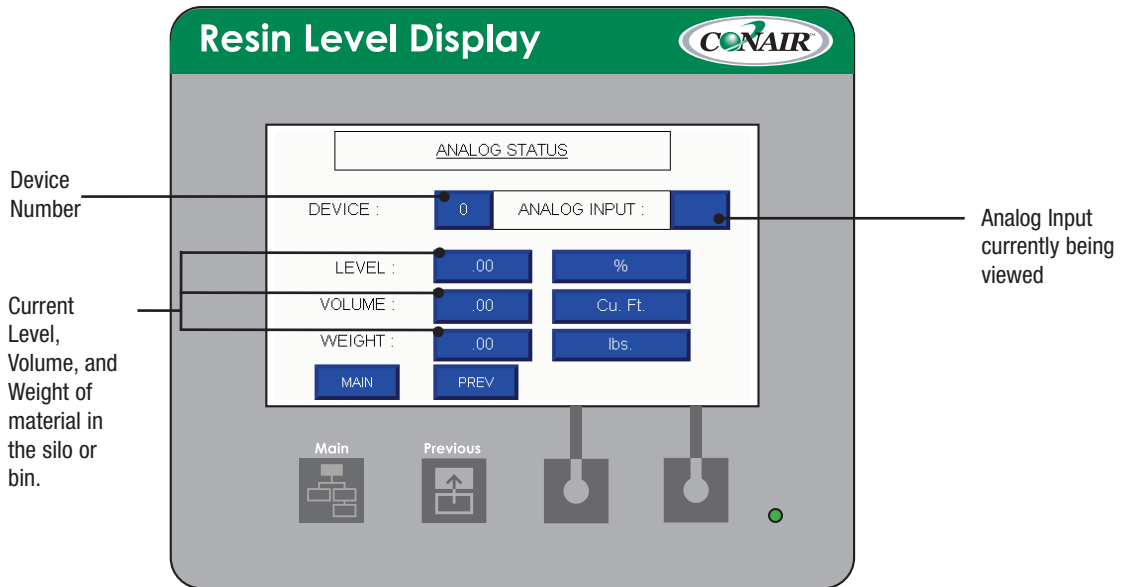 Resin Level Display
CONAIR
ANALOG STATUS
Device
Number
DEVICE :
0
ANALOG INPUT :
Analog Input
currently being
viewed
LEVEL :
.00
%
VOLUME :
.00
Cu. Ft.
WEIGHT :
.00
lbs.
Current
Level,
Volume, and
Weight of
material in
the silo or
bin.
MAIN
PREV
Main
Previous